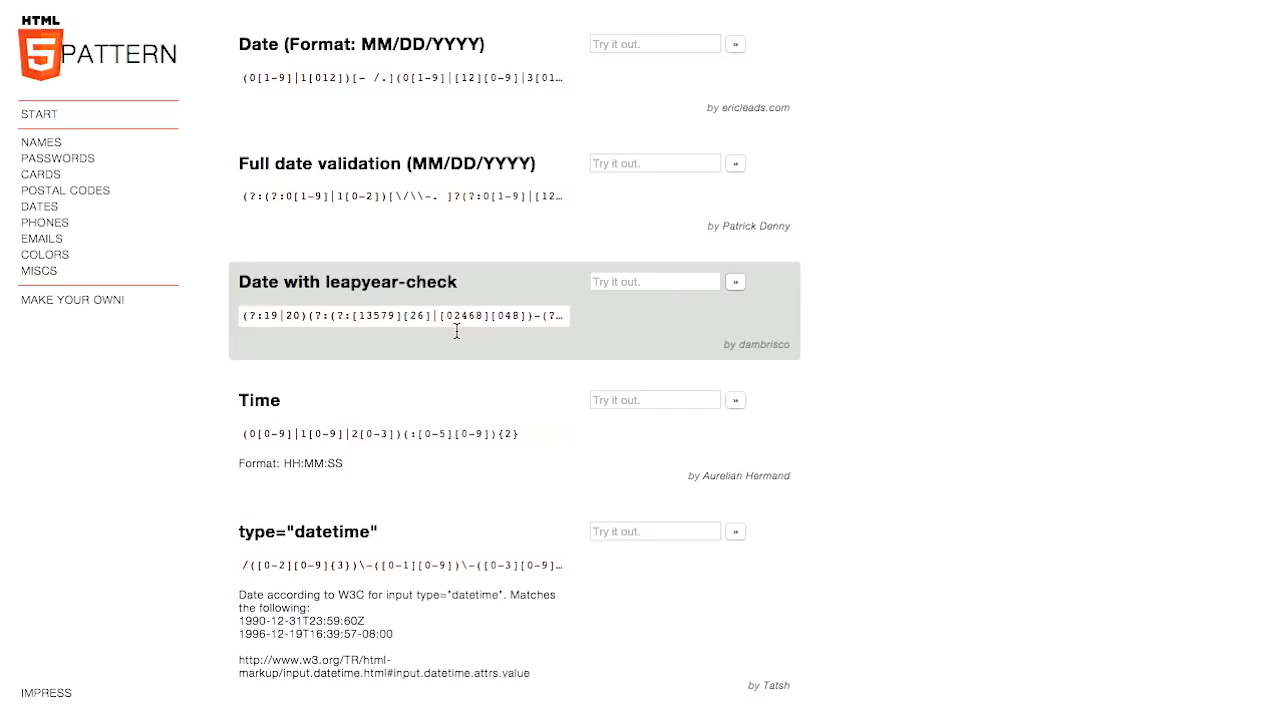 HTML
5 PATTERN
START
NAMES
PASSWORDS
CARDS
POSTAL CODES
DATES
PHONES
EMAILS
COLORS
MISCS
MAKE YOUR OWN!
IMPRESS
Date (Format: MM/DD/YYYY)
Try it out.
»
(0[1-9]|1[012])[- /.](0[1-9]|[12][0-9]|3[01…
by ericleads.com
Full date validation (MM/DD/YYYY)
Try it out.
»
(?:(?:0[1-9]|1[0-2])[\/\\-. ]?(?:0[1-9]|[12…
by Patrick Denny
Date with leapyear-check
Try it out.
»
(?:19|20)(?:(?:[13579][26]|[02468][048])-(?…
by dambrisco
Time
Try it out.
»
(0[0-9]|1[0-9]|2[0-3])(:[0-5][0-9]){2}
Format: HH:MM:SS
by Aurelian Hermand
type="datetime"
Try it out.
»
/([0-2][0-9]{3})\-([0-1][0-9])\-([0-3][0-9]…
Date according to W3C for input type="datetime". Matches
the following:
1990-12-31T23:59:60Z
1996-12-19T16:39:57-08:00
http://www.w3.org/TR/html-
markup/input.datetime.html#input.datetime.attrs.value
by Tatsh